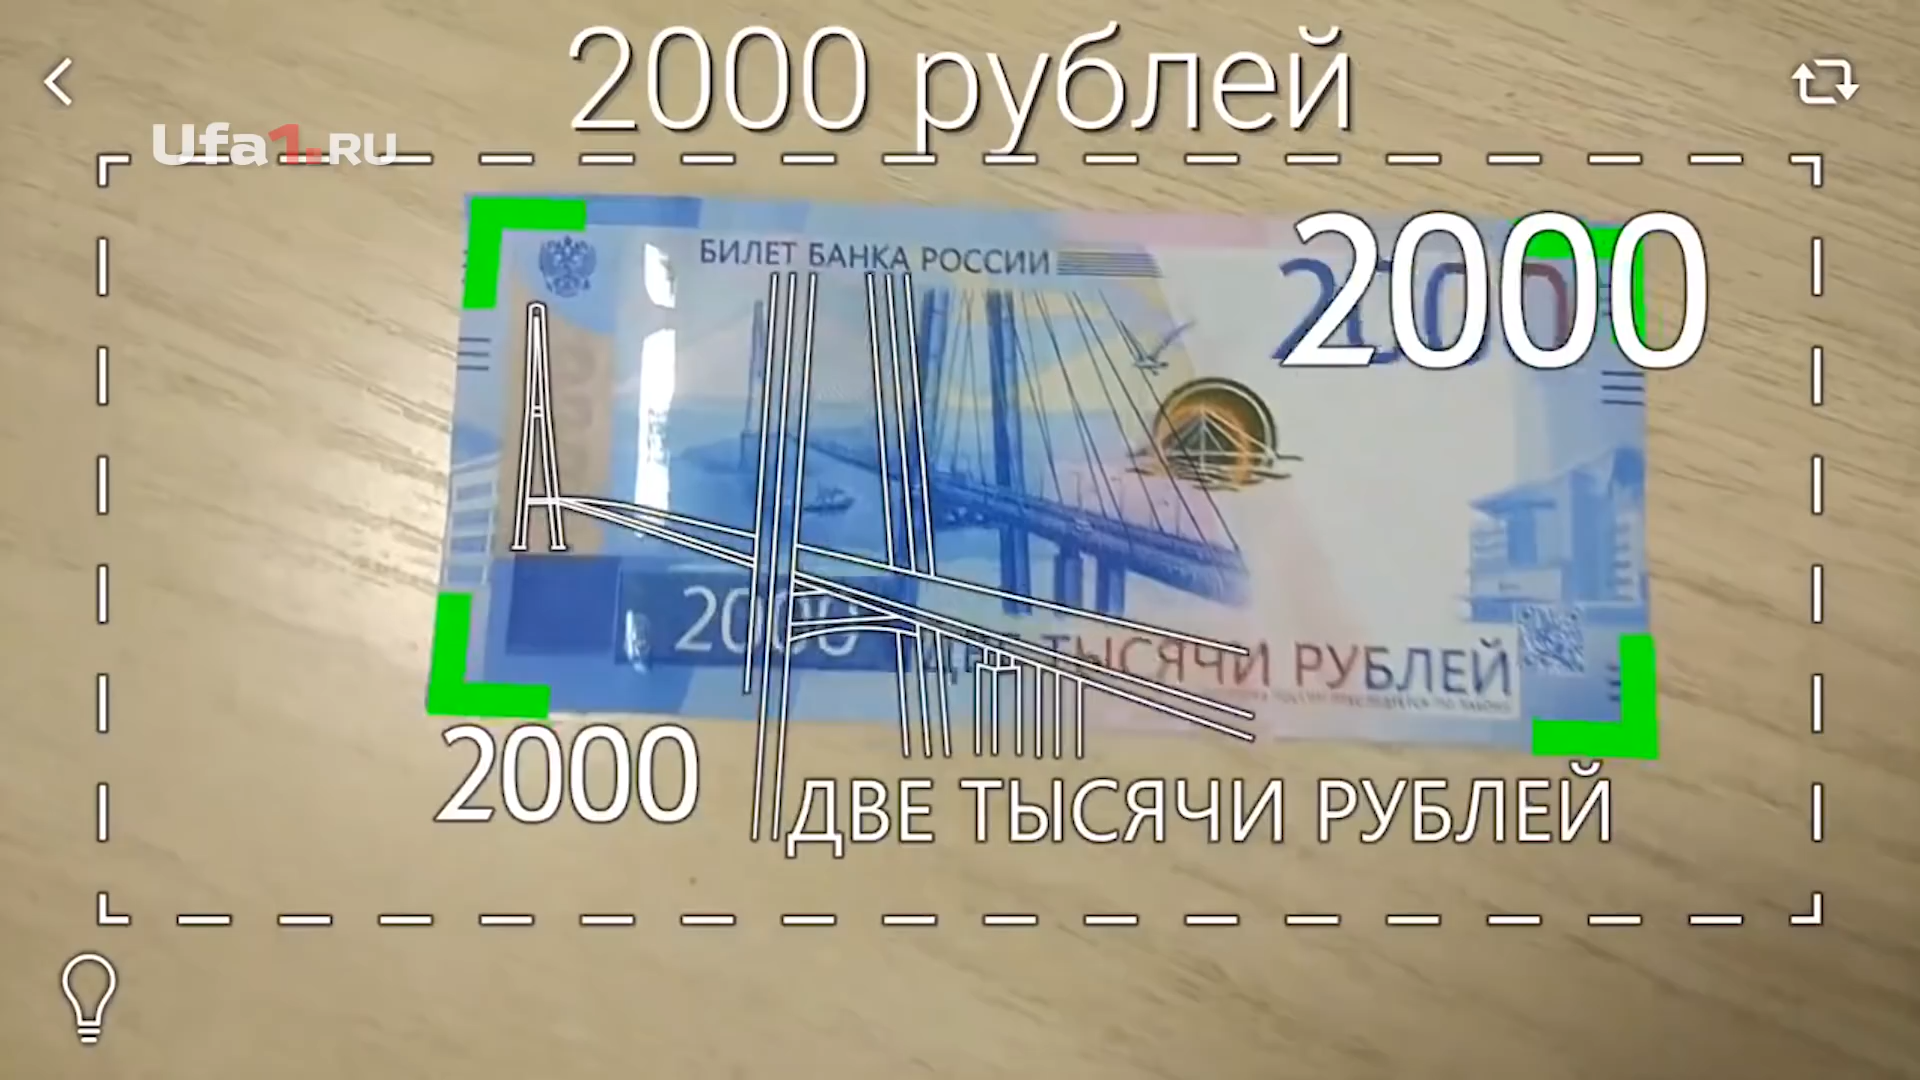 2000 рублей
Ufa1.RU
БИЛЕТ БАНКА РОССИИ
2000
2000
ДВЕ ТЫСЯЧИ РУБЛЕЙ
2000
ДВЕ ТЫСЯЧИ РУБЛЕЙ